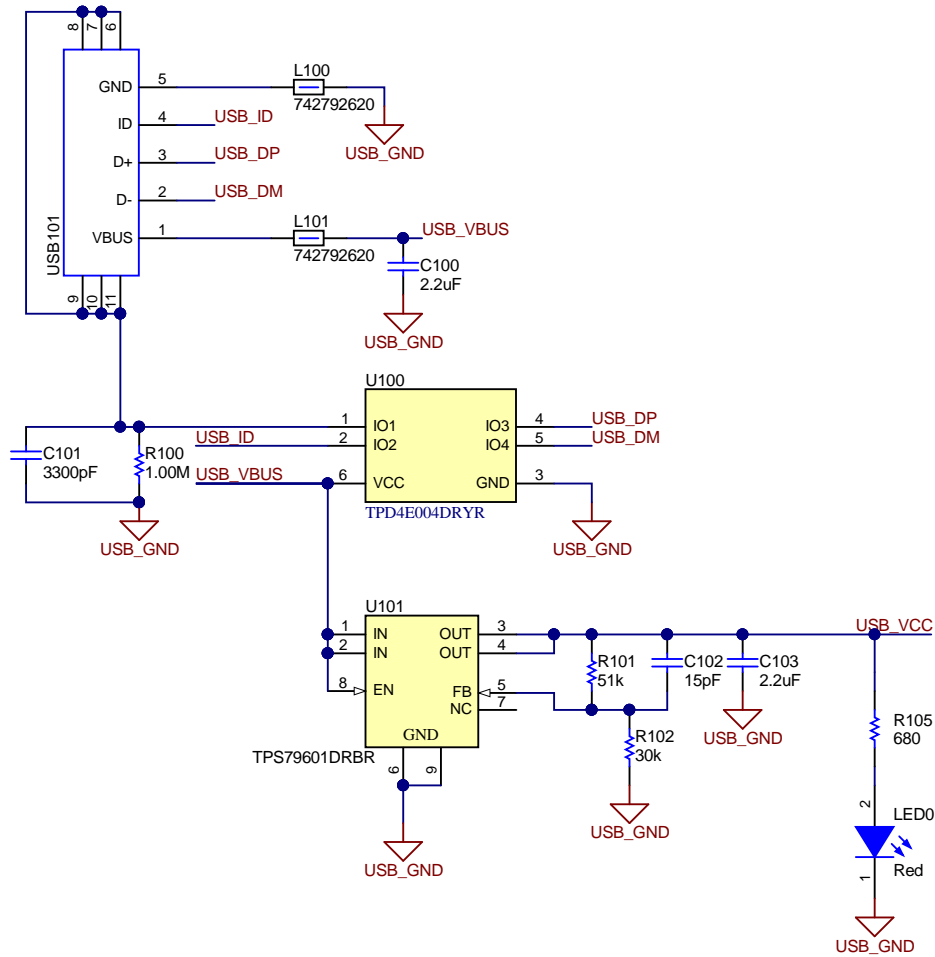 8 7 6
GND 5
L100
742792620
USB_GND
ID 4 USB_ID
D+ 3 USB_DP
D- 2 USB_DM
USB101
VBUS 1
L101
742792620
USB_VBUS
C100
2.2uF
USB_GND
9 10 11
U100
1 IO1
IO3 4 USB_DP
USB_ID 2 IO2
IO4 5 USB_DM
C101
3300pF
R100
1.00M
USB_VBUS 6 VCC
GND 3
TPD4E004DRYR
USB_GND
USB_GND
U101
1 IN
OUT 3
USB_VCC
2 IN
OUT 4
R101
51k
C102
15pF
C103
2.2uF
8 EN
FB 5
NC 7
GND
TPS79601DRBR
6 9
R102
30k
USB_GND
R105
680
USB_GND
USB_GND
2
LED0
Red
1
USB_GND